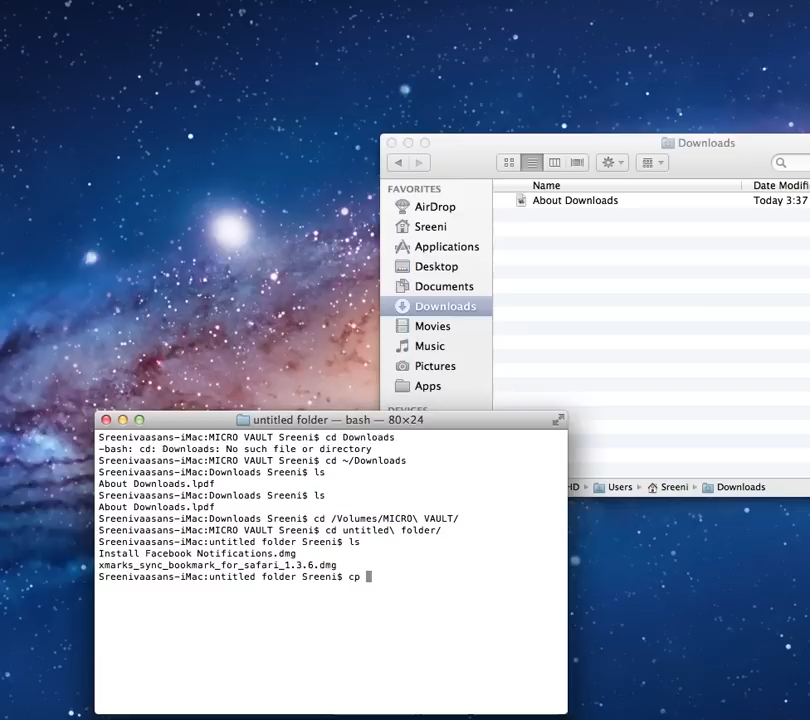 Downloads
FAVORITES
AirDrop
Sreeni
Applications
Desktop
Documents
Downloads
Movies
Music
Pictures
Apps
Name
Date Modifi
About Downloads
Today 3:37
HD
Users
Sreeni
Downloads
untitled folder — bash — 80×24
Sreenivaasans-iMac:MICRO VAULT Sreeni$ cd Downloads
-bash: cd: Downloads: No such file or directory
Sreenivaasans-iMac:MICRO VAULT Sreeni$ cd ~/Downloads
Sreenivaasans-iMac:Downloads Sreeni$ ls
About Downloads.lpdf
Sreenivaasans-iMac:Downloads Sreeni$ ls
About Downloads.lpdf
Sreenivaasans-iMac:Downloads Sreeni$ cd /Volumes/MICRO\ VAULT/
Sreenivaasans-iMac:MICRO VAULT Sreeni$ cd untitled\ folder/
Sreenivaasans-iMac:untitled folder Sreeni$ ls
Install Facebook Notifications.dmg
xmarks_sync_bookmark_for_safari_1.3.6.dmg
Sreenivaasans-iMac:untitled folder Sreeni$ cp